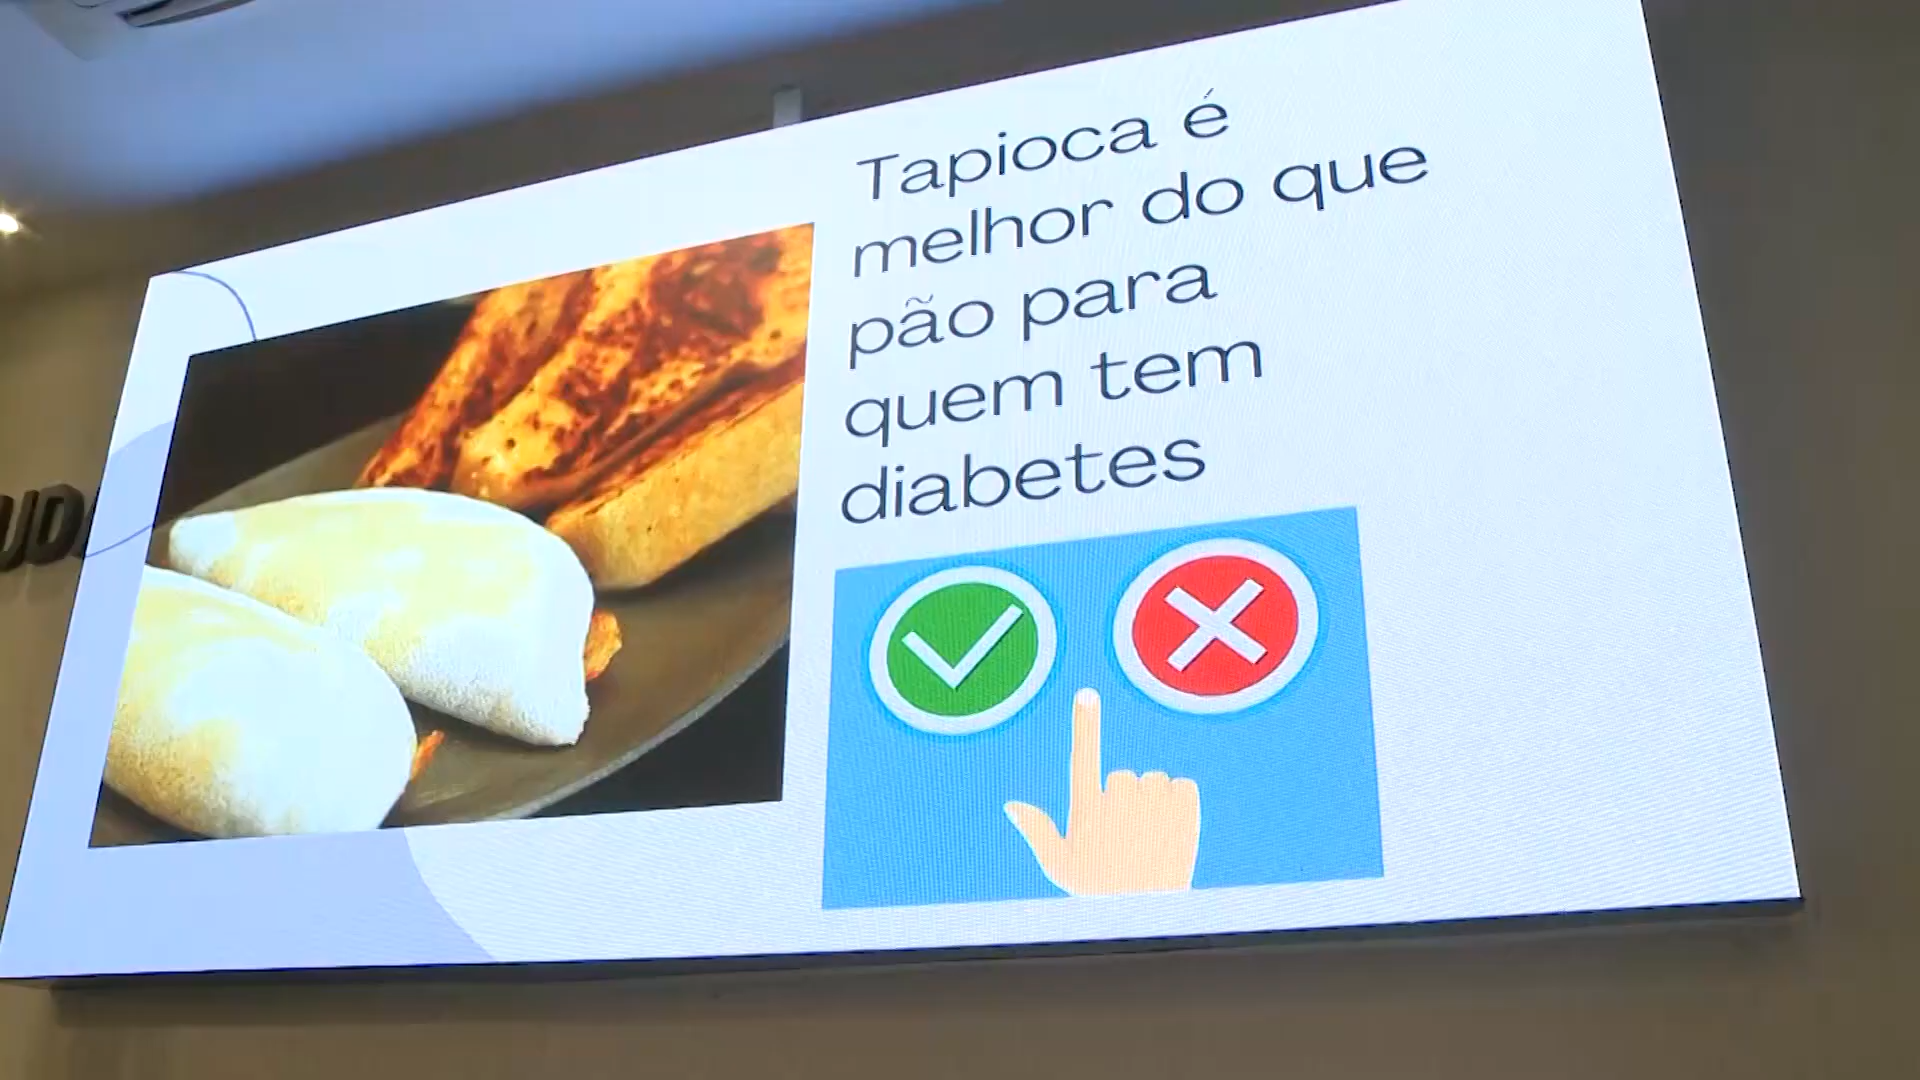 Tapioca é
melhor do que
pão para
quem tem
diabetes